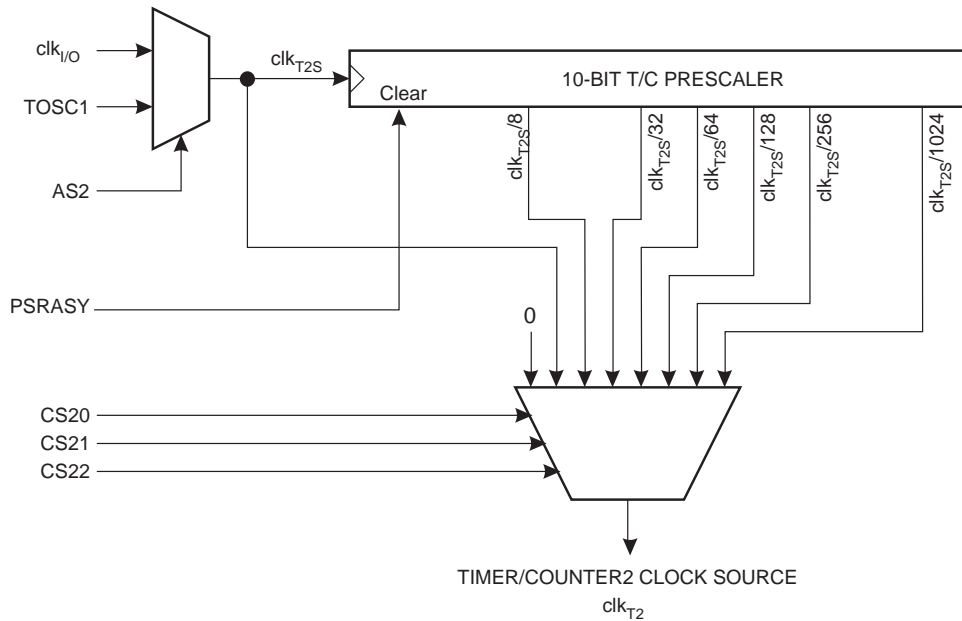 clkI/O
clkT2S
10-BIT T/C PRESCALER
TOSC1
Clear
clkT2S/8
clkT2S/32
clkT2S/64
clkT2S/128
clkT2S/256
clkT2S/1024
AS2
PSRASY
0
CS20
CS21
CS22
TIMER/COUNTER2 CLOCK SOURCE
clkT2